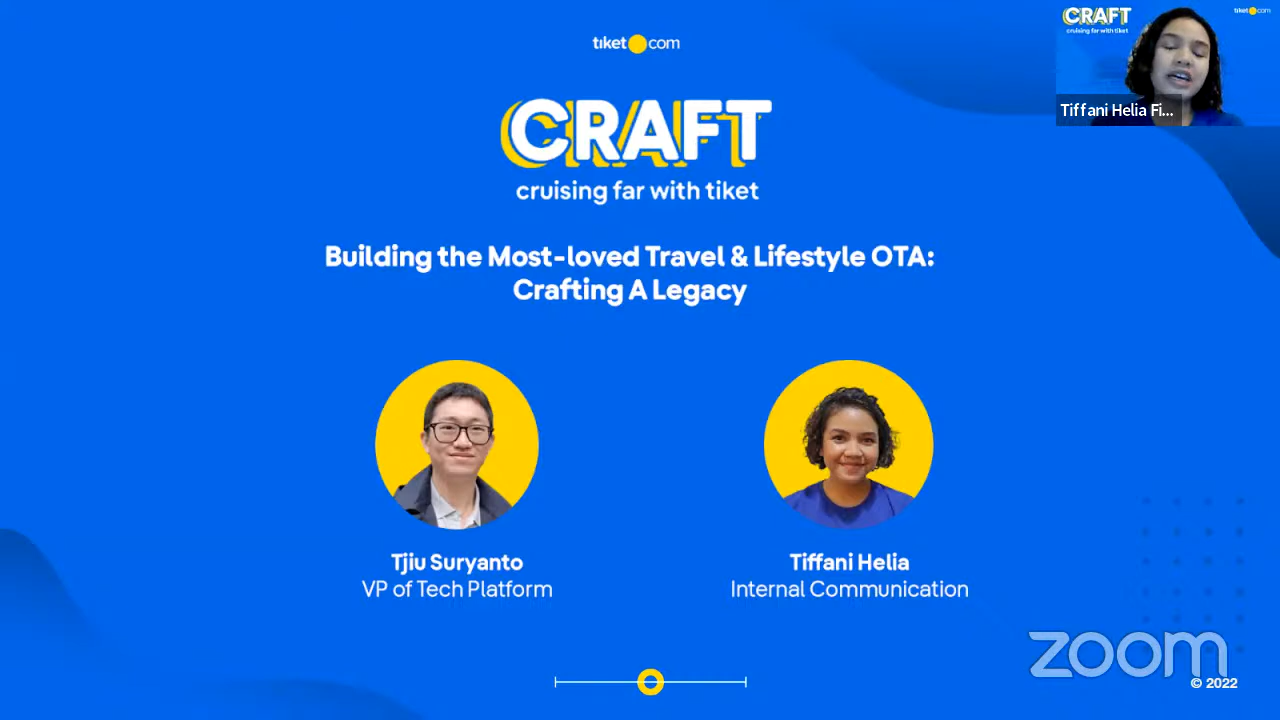 tiket com
CRAFT
cruising far with tiket
Building the Most-loved Travel & Lifestyle OTA:
Crafting A Legacy
Tjiu Suryanto
VP of Tech Platform
Tiffani Helia
Internal Communication
CRAFT
cruising far with tiket
tiket com
Tiffani Helia Fi...
zoom
© 2022